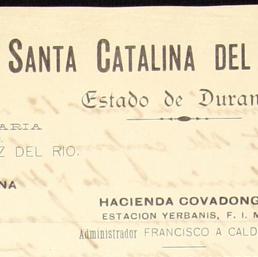 SANTA CATALINA DEL
Estado de Duran
ARIA
Z DEL RIO.
NA
HACIENDA COVADONG
ESTACION YERBANIS, F. I. M
Administrador FRANCISCO A CALD